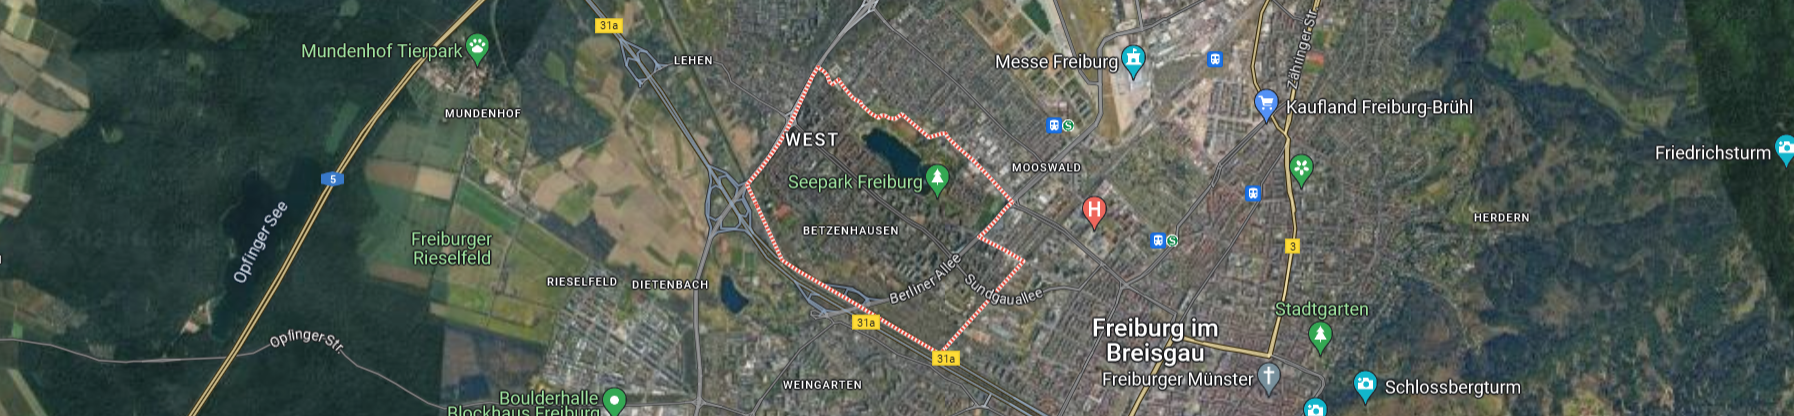 31a
Mundenhof Tierpark
LEHEN
Messe Freiburg
Zähringer Str.
MUNDENHOF
Kaufland Freiburg-Brühl
WEST
S
Friedrichsturm
MOOSWALD
5
Seepark Freiburg
H
Opfinger See
BETZENHAUSEN
HERDERN
Freiburger
Rieselfeld
S
3
RIESELFELD
DIETENBACH
Berliner Allee
Sundgauallee
Stadtgarten
31a
Freiburg im
Breisgau
Opfinger Str.
31a
WEINGARTEN
Freiburger Münster
Schlossbergturm
Boulderhalle
Blockhaus Freiburg